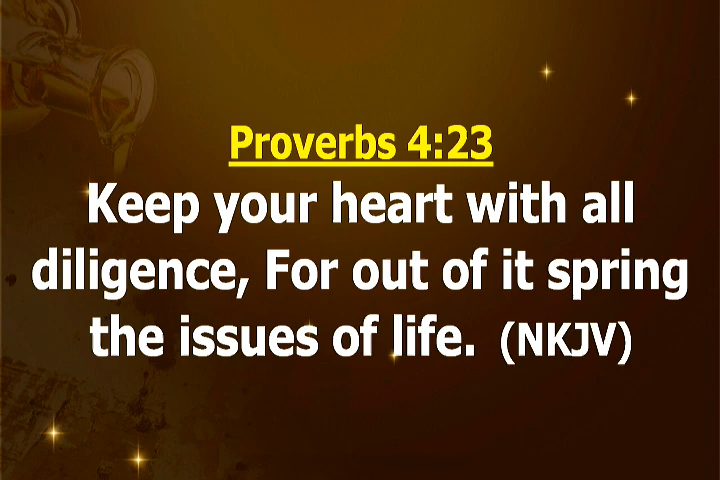 Proverbs 4:23
Keep your heart with all
diligence, For out of it spring
the issues of life. (NKJV)